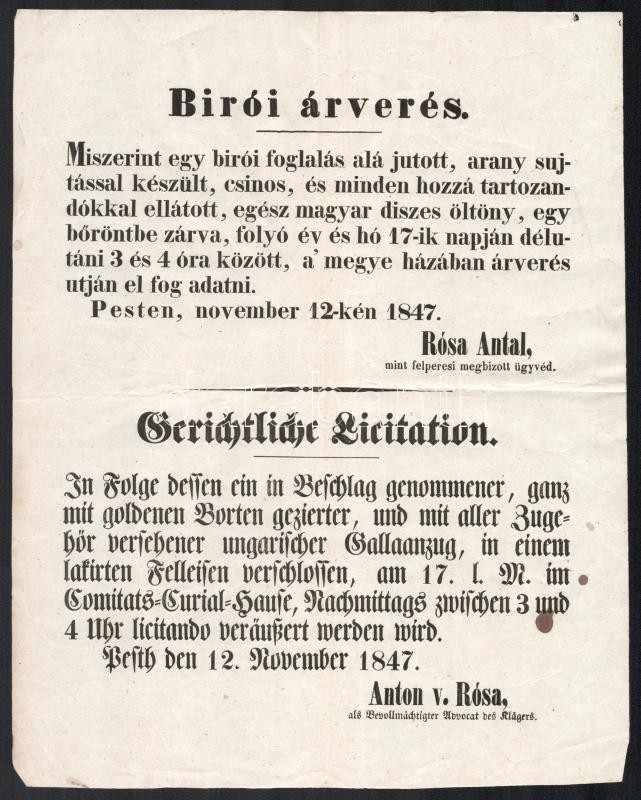 Birói árverés.
Miszerint egy birói foglalás alá jutott, arany suj-
tással készült, csinos, és minden hozzá tartozan-
dókkal ellátott, egész magyar diszes öltöny, egy
bőröntbe zárva, folyó év és hó 17-ik napján délu-
táni 3 és 4 óra között, a' megye házában árverés
utján el fog adatni.
Pesten, november 12-kén 1847.
Rósa Antal,
mint felperesi megbizott ügyvéd.
Gerichtliche Licitation.
In Folge dessen ein in Beschlag genommener, ganz
mit goldenen Borten gezierter, und mit aller Zuge-
hör versehener ungarischer Gallaanzug, in einem
lakirten Felleisen verschlossen, am 17. l. M. im
Comitats-Curial-Hause, Nachmittags zwischen 3 und
4 Uhr licitando veräußert werden wird.
Pesth den 12. November 1847.
Anton v. Rósa,
als Bevollmächtigter Advocat des Klägers.